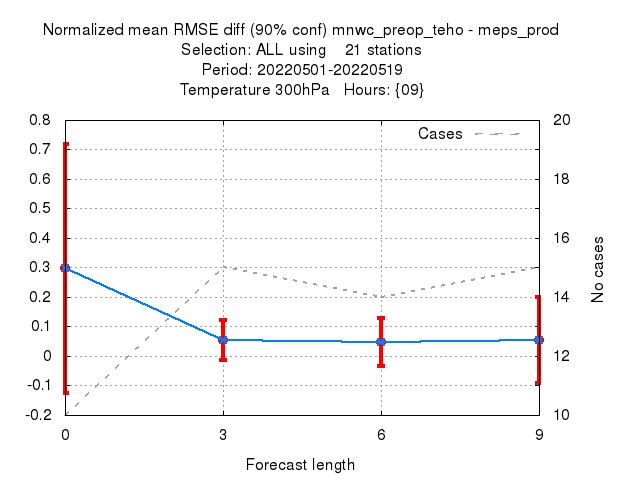 Normalized mean RMSE diff (90% conf) mnwc_preop_teho - meps_prod
Selection: ALL using 21 stations
Period: 20220501-20220519
Temperature 300hPa Hours: {09}
Cases
0.8
0.7
0.6
0.5
0.4
0.3
0.2
0.1
0
-0.1
-0.2
20
18
16
14
12
10
No cases
0 3 6 9
Forecast length